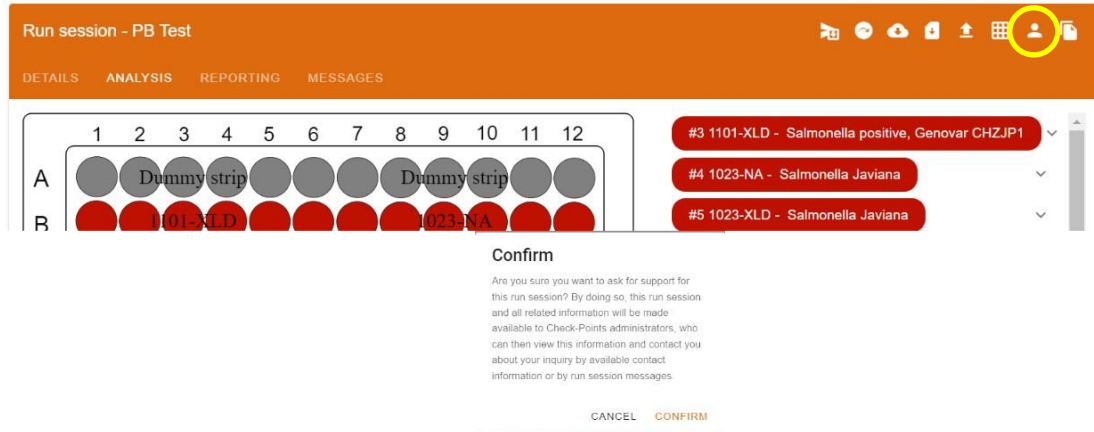 Run session - PB Test
DETAILS ANALYSIS REPORTING MESSAGES
1 2 3 4 5 6 7 8 9 10 11 12
A Dummy strip Dummy strip
B 1101-XLD 1023-NA
#3 1101-XLD - Salmonella positive, Genovar CHZJP1
#4 1023-NA - Salmonella Javiana
#5 1023-XLD - Salmonella Javiana
Confirm
Are you sure you want to ask for support for
this run session? By doing so, this run session
and all related information will be made
available to Check-Points administrators, who
can then view this information and contact you
about your inquiry by available contact
information or by run session messages.
CANCEL CONFIRM